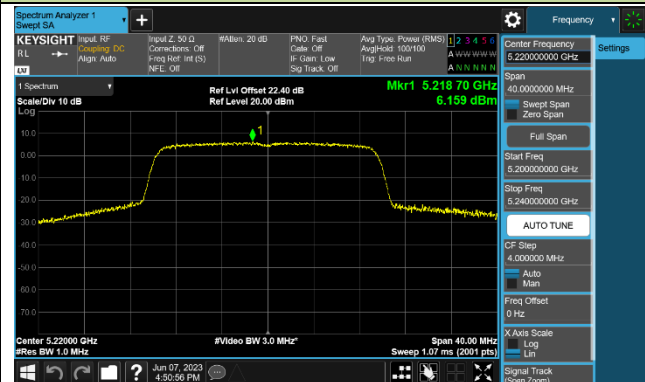 Spectrum Analyzer 1
Swept SA
+
Frequency
KEYSIGHT
RL
LXI
Input: RF
Coupling: DC
Align: Auto
Input Z: 50 Ω
Corrections: Off
Freq Ref: Int (S)
NFE: Off
#Atten: 20 dB
PNO: Fast
Gate: Off
IF Gain: Low
Sig Track: Off
Avg Type: Power (RMS)
Avg|Hold: 100/100
Trig: Free Run
1 2 3 4 5 6
A W W W W W
A N N N N N
Center Frequency
5.220000000 GHz
Settings
Span
40.0000000 MHz
Swept Span
Zero Span
Full Span
Start Freq
5.200000000 GHz
Stop Freq
5.240000000 GHz
AUTO TUNE
CF Step
4.000000 MHz
Auto
Man
Freq Offset
0 Hz
X Axis Scale
Log
Lin
Signal Track
(Span Zoom)
1 Spectrum
Scale/Div 10 dB
Log
Ref Lvl Offset 22.40 dB
Ref Level 20.00 dBm
Mkr1 5.218 70 GHz
6.159 dBm
1
10.0
0.00
-10.0
-20.0
-30.0
-40.0
-50.0
-60.0
-70.0
Center 5.22000 GHz
#Res BW 1.0 MHz
#Video BW 3.0 MHz*
Span 40.00 MHz
Sweep 1.07 ms (2001 pts)
?
Jun 07, 2023
4:50:56 PM